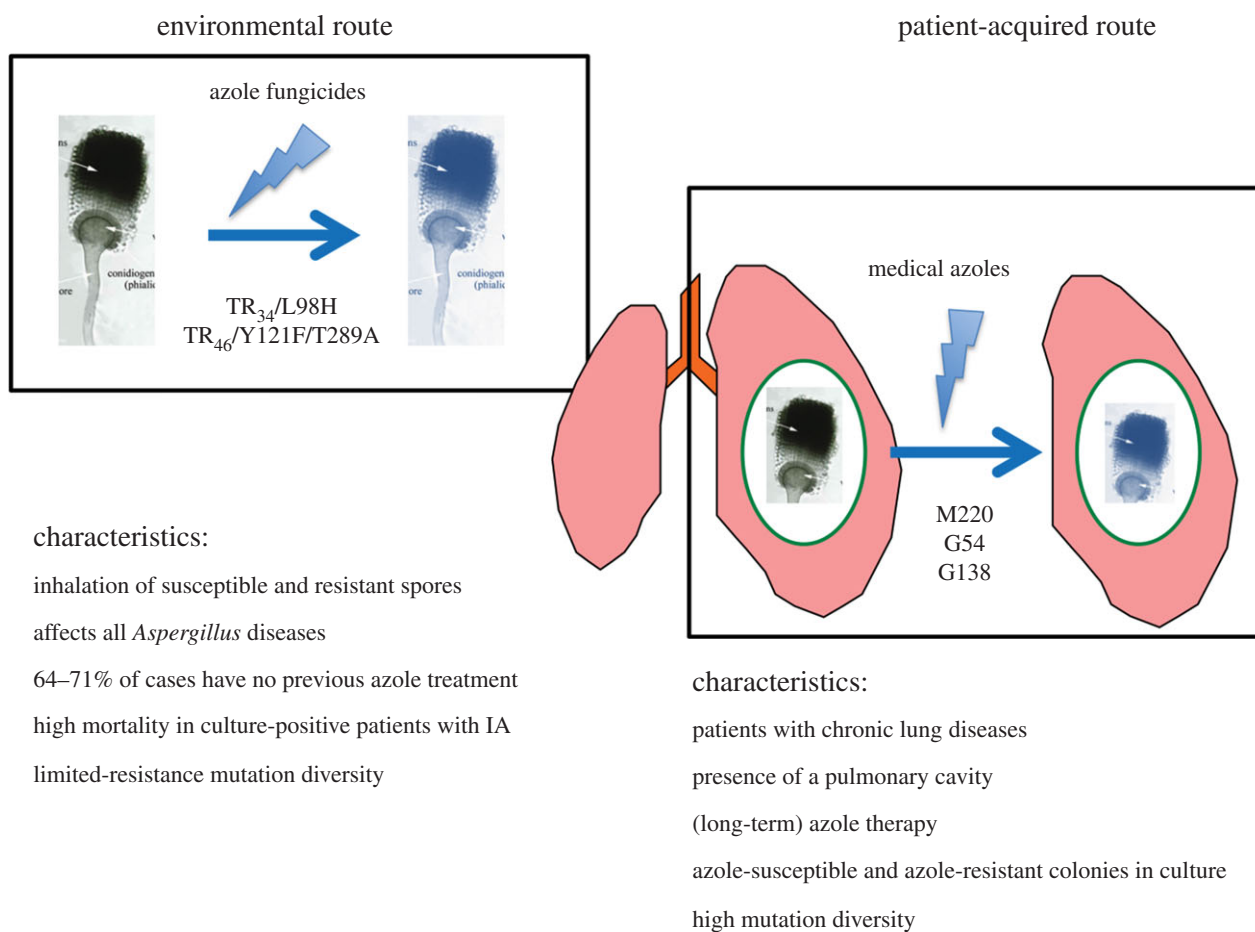 environmental route
azole fungicides
ns
conidiogen
(phialic
ore
TR34/L98H
TR46/Y121F/T289A
characteristics:
inhalation of susceptible and resistant spores
affects all Aspergillus diseases
64–71% of cases have no previous azole treatment
high mortality in culture-positive patients with IA
limited-resistance mutation diversity
patient-acquired route
medical azoles
ns
M220
G54
G138
characteristics:
patients with chronic lung diseases
presence of a pulmonary cavity
(long-term) azole therapy
azole-susceptible and azole-resistant colonies in culture
high mutation diversity